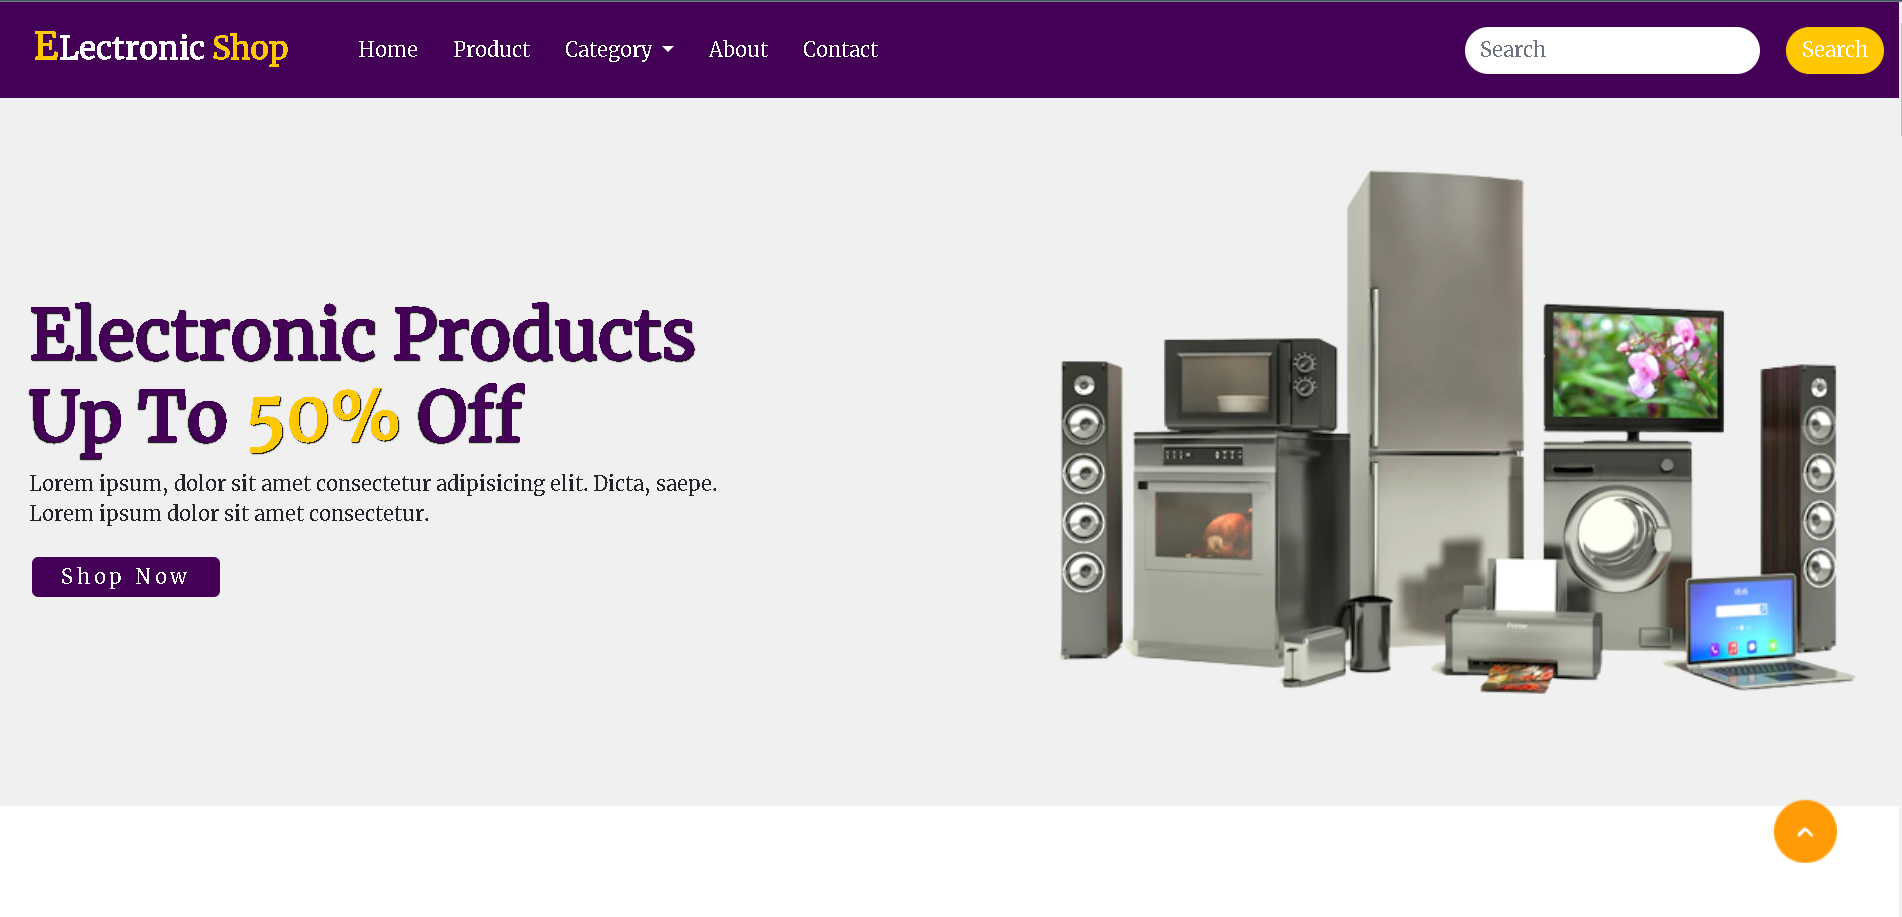 ELectronic Shop
Home Product Category About Contact
Search Search
Electronic Products
Up To 50% Off
Lorem ipsum, dolor sit amet consectetur adipisicing elit. Dicta, saepe.
Lorem ipsum dolor sit amet consectetur.
Shop Now
Printer